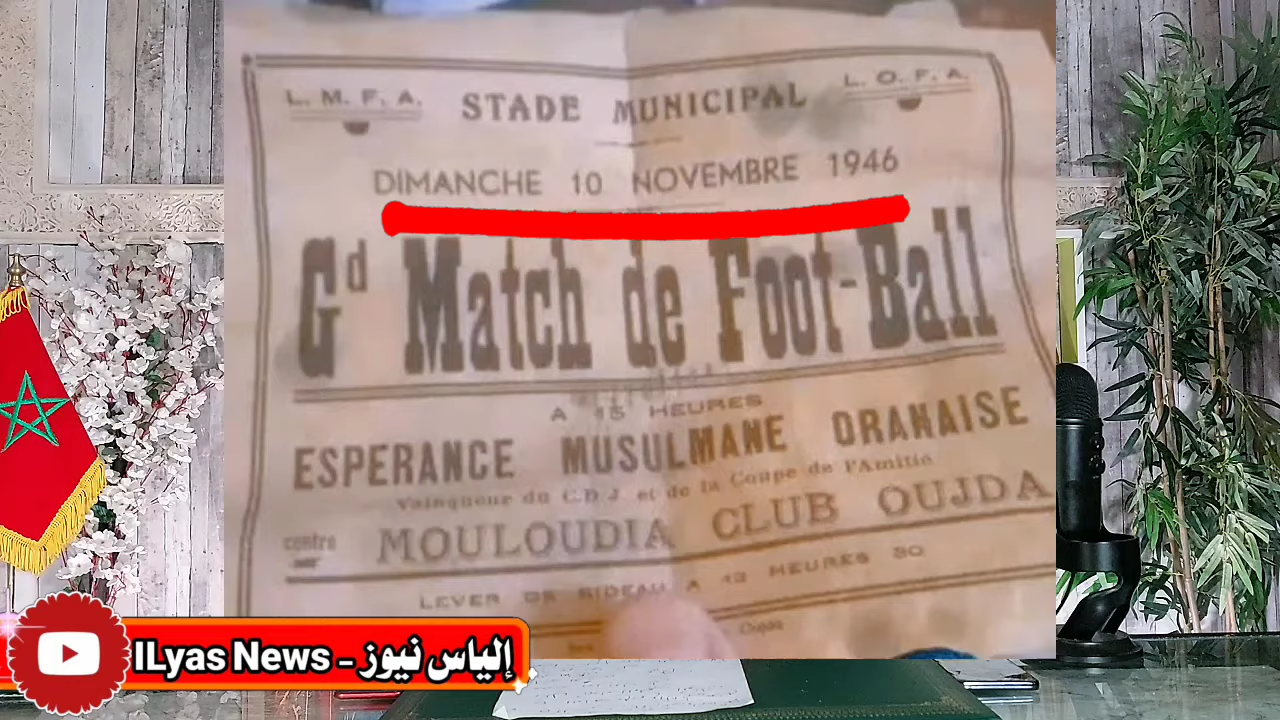 L. M. F. A. STADE MUNICIPAL L. O. F. A.
DIMANCHE 10 NOVEMBRE 1946
Gd Match de Foot-Ball
A 15 HEURES
ESPERANCE MUSULMANE ORANAISE
Vainqueur du C.D.J. et de la Coupe de l'Amitié
contre MOULOUDIA CLUB OUJDA
LEVER DE RIDEAU A 13 HEURES 30
Oujda
ILyas News - إلياس نيوز